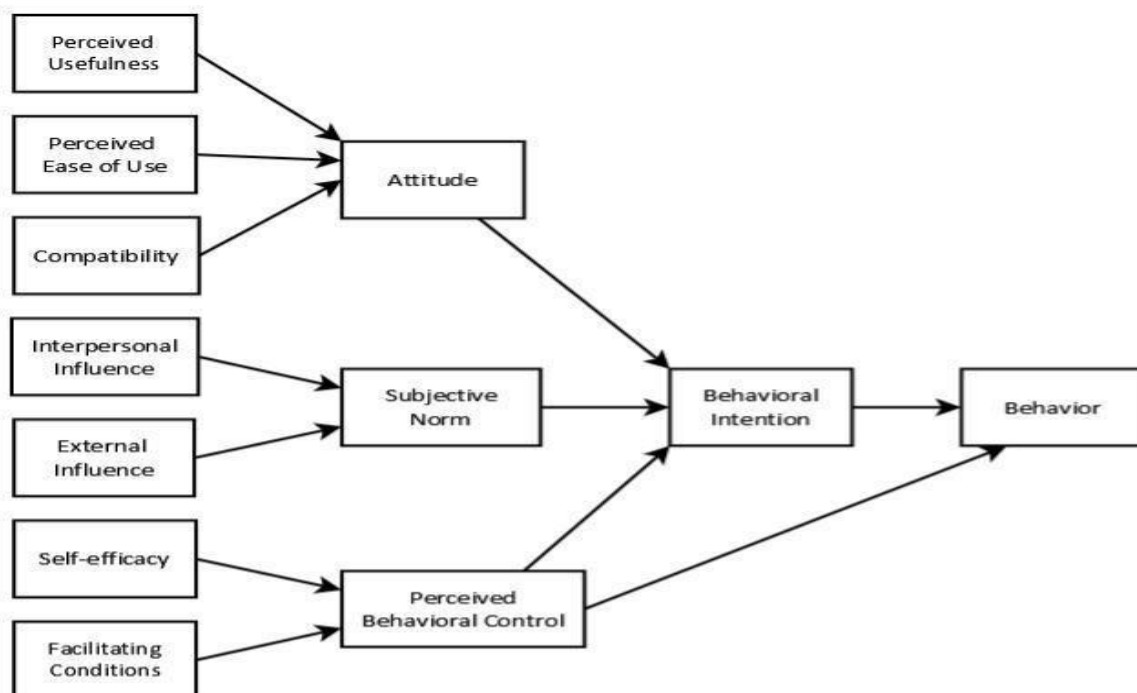 Perceived
Usefulness
Perceived
Ease of Use
Compatibility
Interpersonal
Influence
External
Influence
Self-efficacy
Facilitating
Conditions
Attitude
Subjective
Norm
Perceived
Behavioral Control
Behavioral
Intention
Behavior